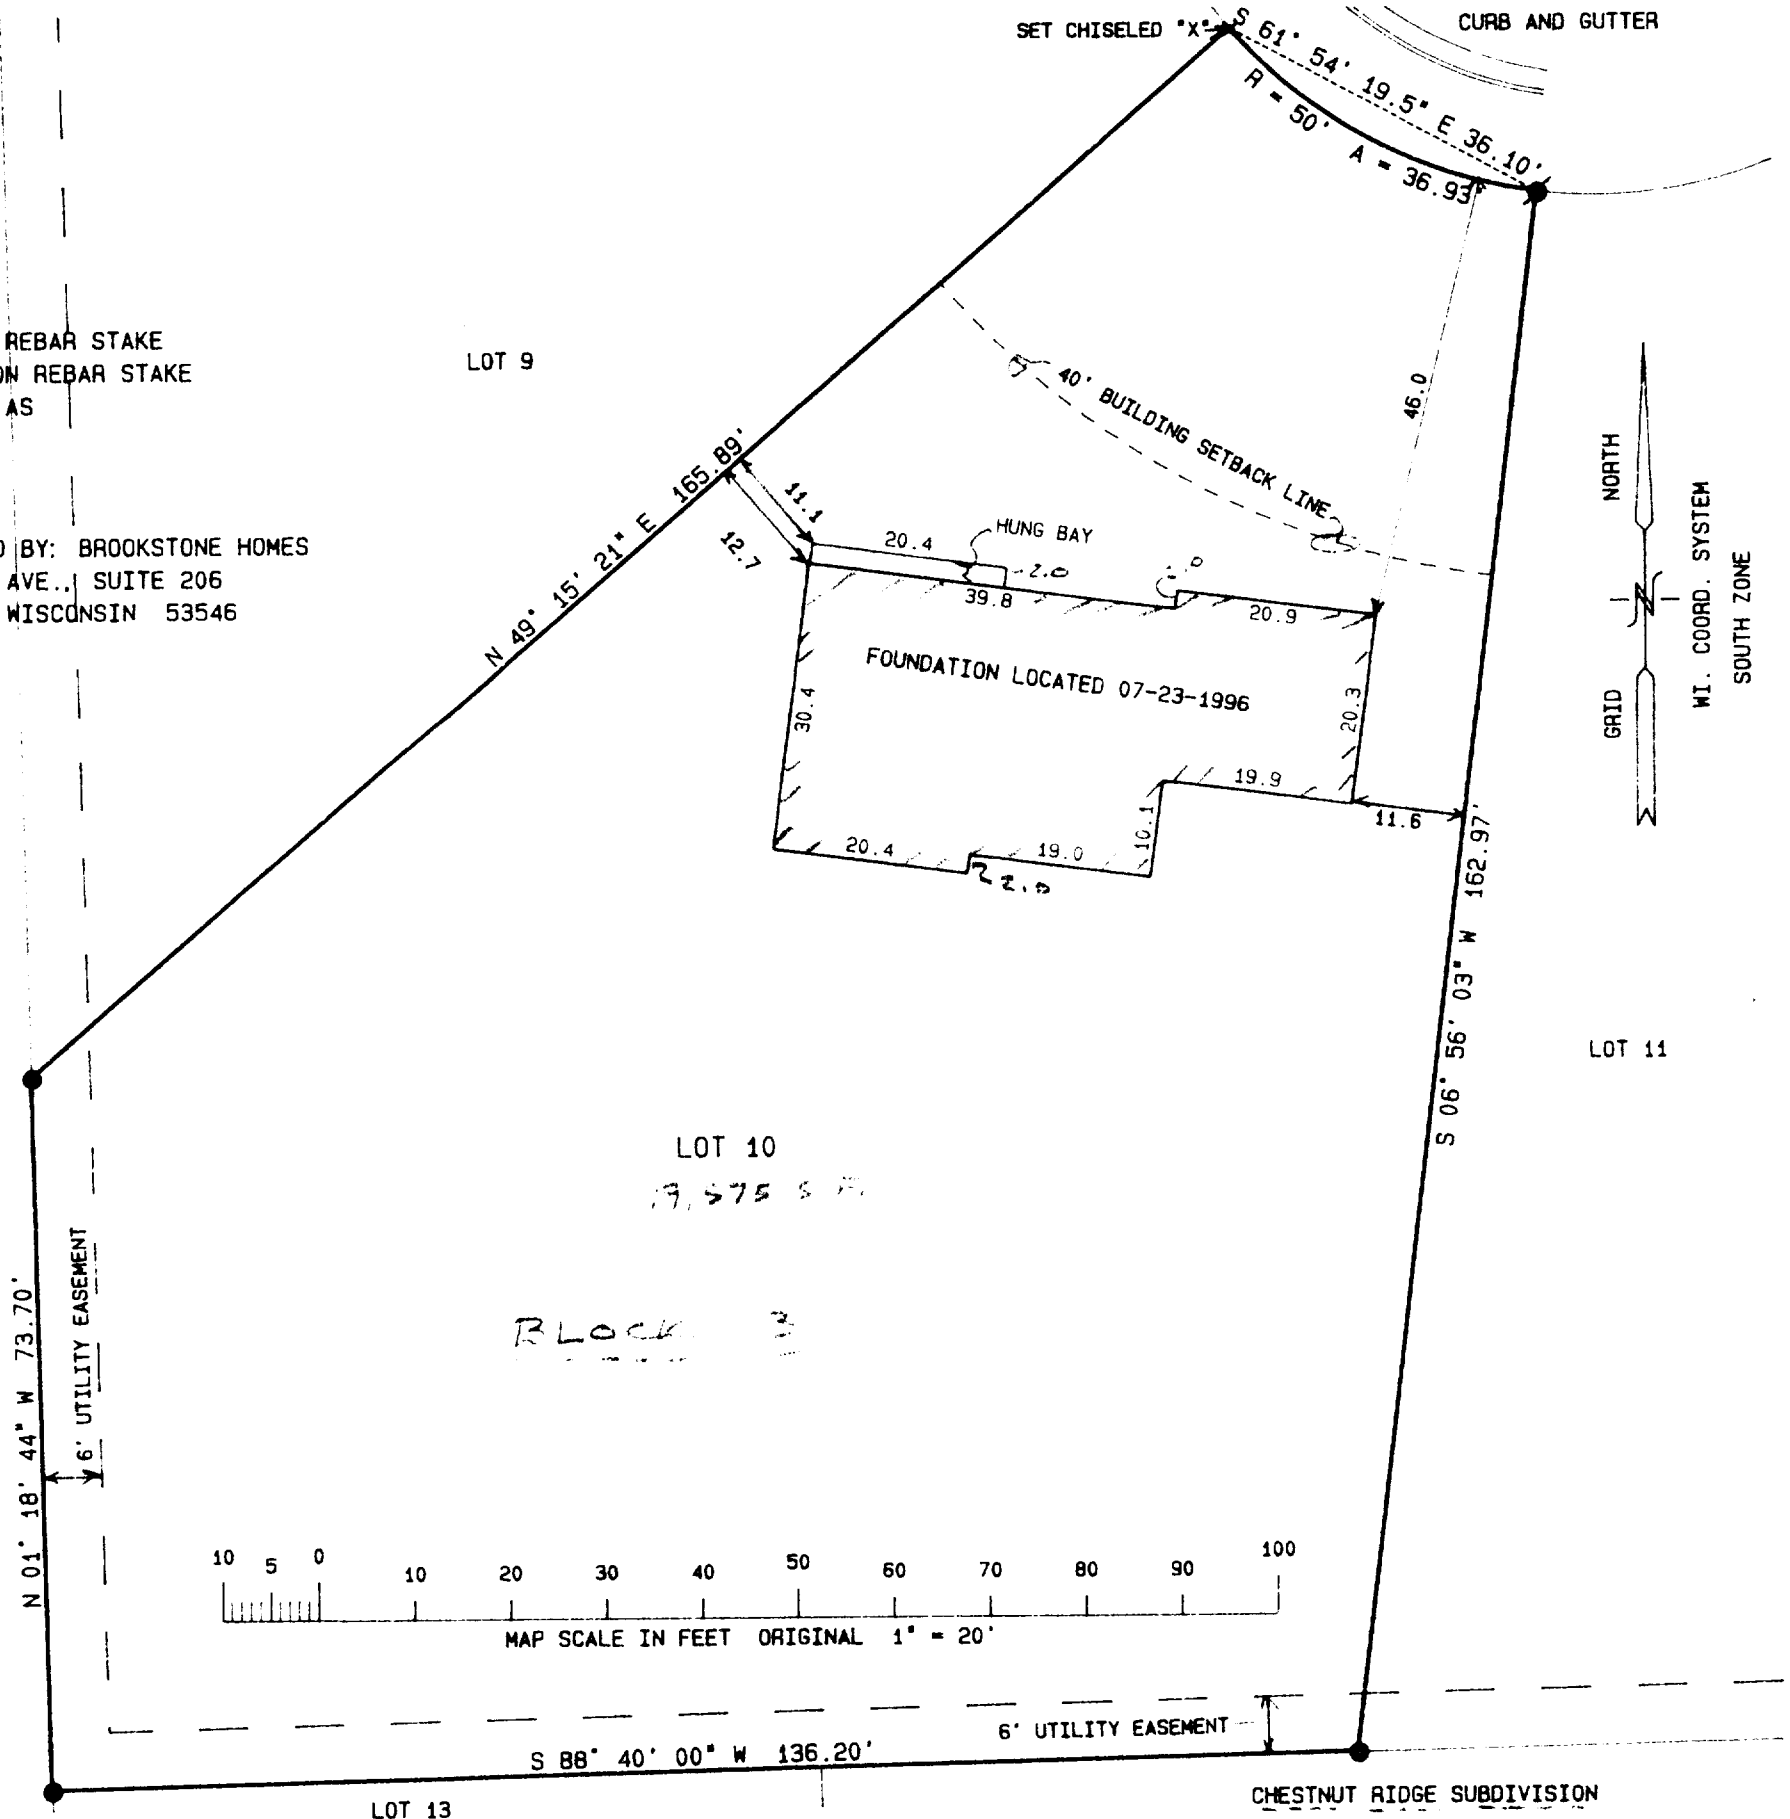 SET CHISELED "X"
CURB AND GUTTER
S 61° 54' 19.5" E 36.10'
R = 50' A = 36.93'
REBAR STAKE
REBAR STAKE
AS
LOT 9
40' BUILDING SETBACK LINE
46.0
NORTH
GRID
WI. COORD. SYSTEM
SOUTH ZONE
N 49° 15' 21" E 165.89'
11.1
12.7
BY: BROOKSTONE HOMES
AVE., SUITE 206
WISCONSIN 53546
20.4
HUNG BAY
2.0
39.8
20.9
FOUNDATION LOCATED 07-23-1996
30.4
20.3
19.9
11.6
10.1
20.4
19.0
2.0
S 06° 56' 03" W 162.97'
LOT 11
LOT 10
BLOCK 3
N 01° 18' 44" W 73.70'
6' UTILITY EASEMENT
10 5 0 10 20 30 40 50 60 70 80 90 100
MAP SCALE IN FEET ORIGINAL 1" = 20'
6' UTILITY EASEMENT
S 88° 40' 00" W 136.20'
LOT 13
CHESTNUT RIDGE SUBDIVISION